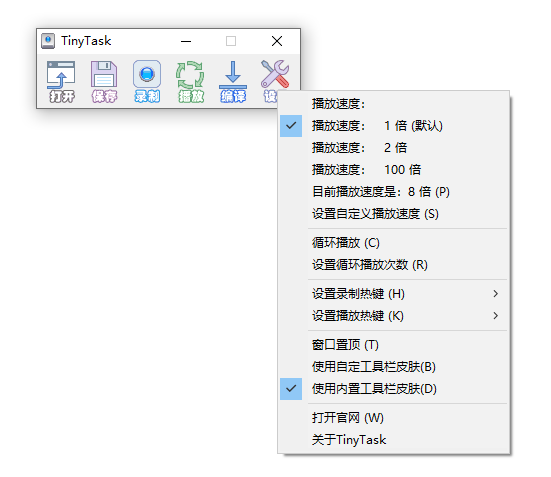 TinyTask
打开 保存 录制 播放 编译 设
播放速度：
播放速度： 1 倍 (默认)
播放速度： 2 倍
播放速度： 100 倍
目前播放速度是：8 倍 (P)
设置自定义播放速度 (S)
循环播放 (C)
设置循环播放次数 (R)
设置录制热键 (H)
设置播放热键 (K)
窗口置顶 (T)
使用自定工具栏皮肤(B)
使用内置工具栏皮肤(D)
打开官网 (W)
关于TinyTask